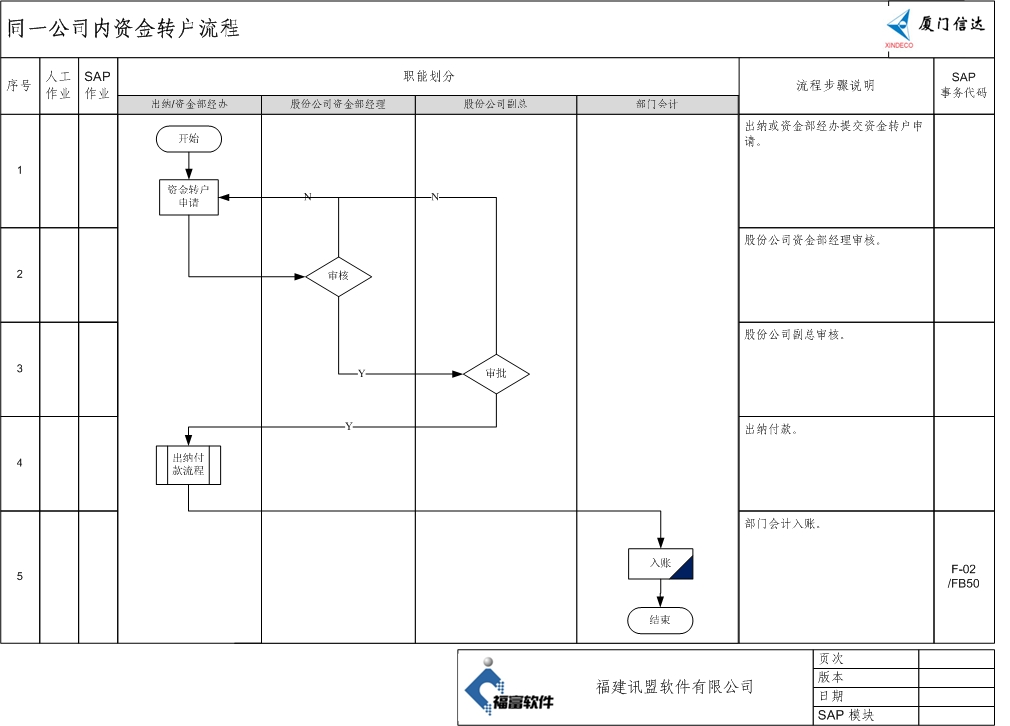 同一公司内资金转户流程
厦门信达
XINDECO
序号
人工
作业
SAP
作业
职能划分
流程步骤说明
SAP
事务代码
出纳/资金部经办
股份公司资金部经理
股份公司副总
部门会计
1
开始
资金转户
申请
N
N
出纳或资金部经办提交资金转户申
请。
2
审核
股份公司资金部经理审核。
3
Y
审批
股份公司副总审核。
Y
4
出纳付
款流程
出纳付款。
5
入账
结束
部门会计入账。
F-02
/FB50
福富软件
福建讯盟软件有限公司
页次
版本
日期
SAP 模块